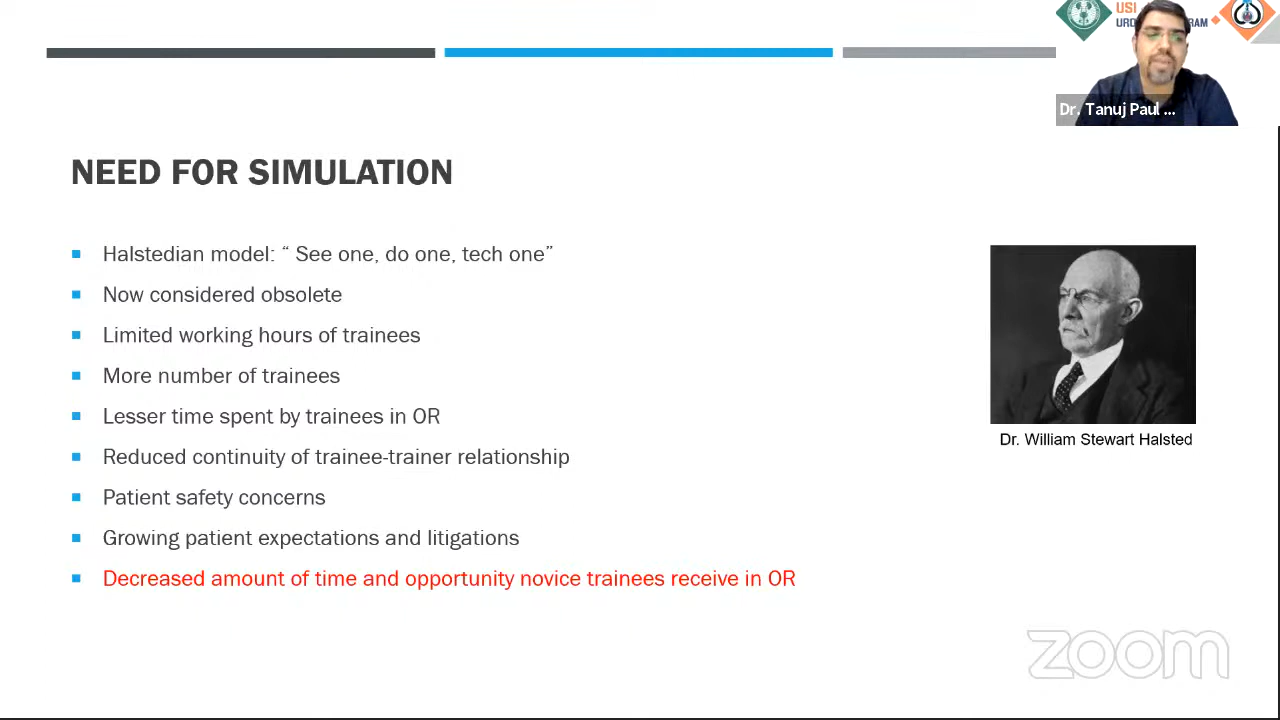 USI
URO RAM
Dr. Tanuj Paul ...
NEED FOR SIMULATION
Halstedian model: “ See one, do one, tech one”
Now considered obsolete
Limited working hours of trainees
More number of trainees
Lesser time spent by trainees in OR
Reduced continuity of trainee-trainer relationship
Patient safety concerns
Growing patient expectations and litigations
Decreased amount of time and opportunity novice trainees receive in OR
Dr. William Stewart Halsted
zoom